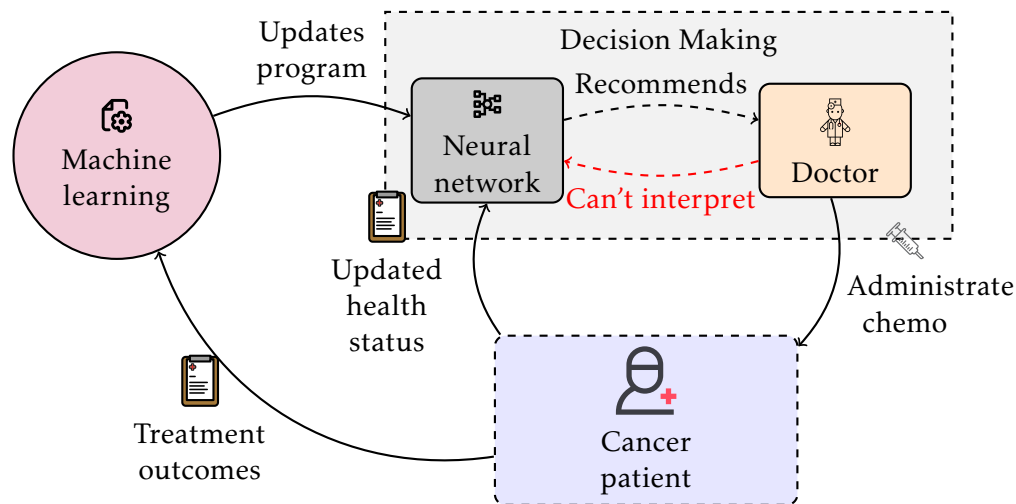 Updates
program
Decision Making
Recommends
Machine
learning
Neural
network
Doctor
Can't interpret
Updated
health
status
Administrate
chemo
Treatment
outcomes
Cancer
patient